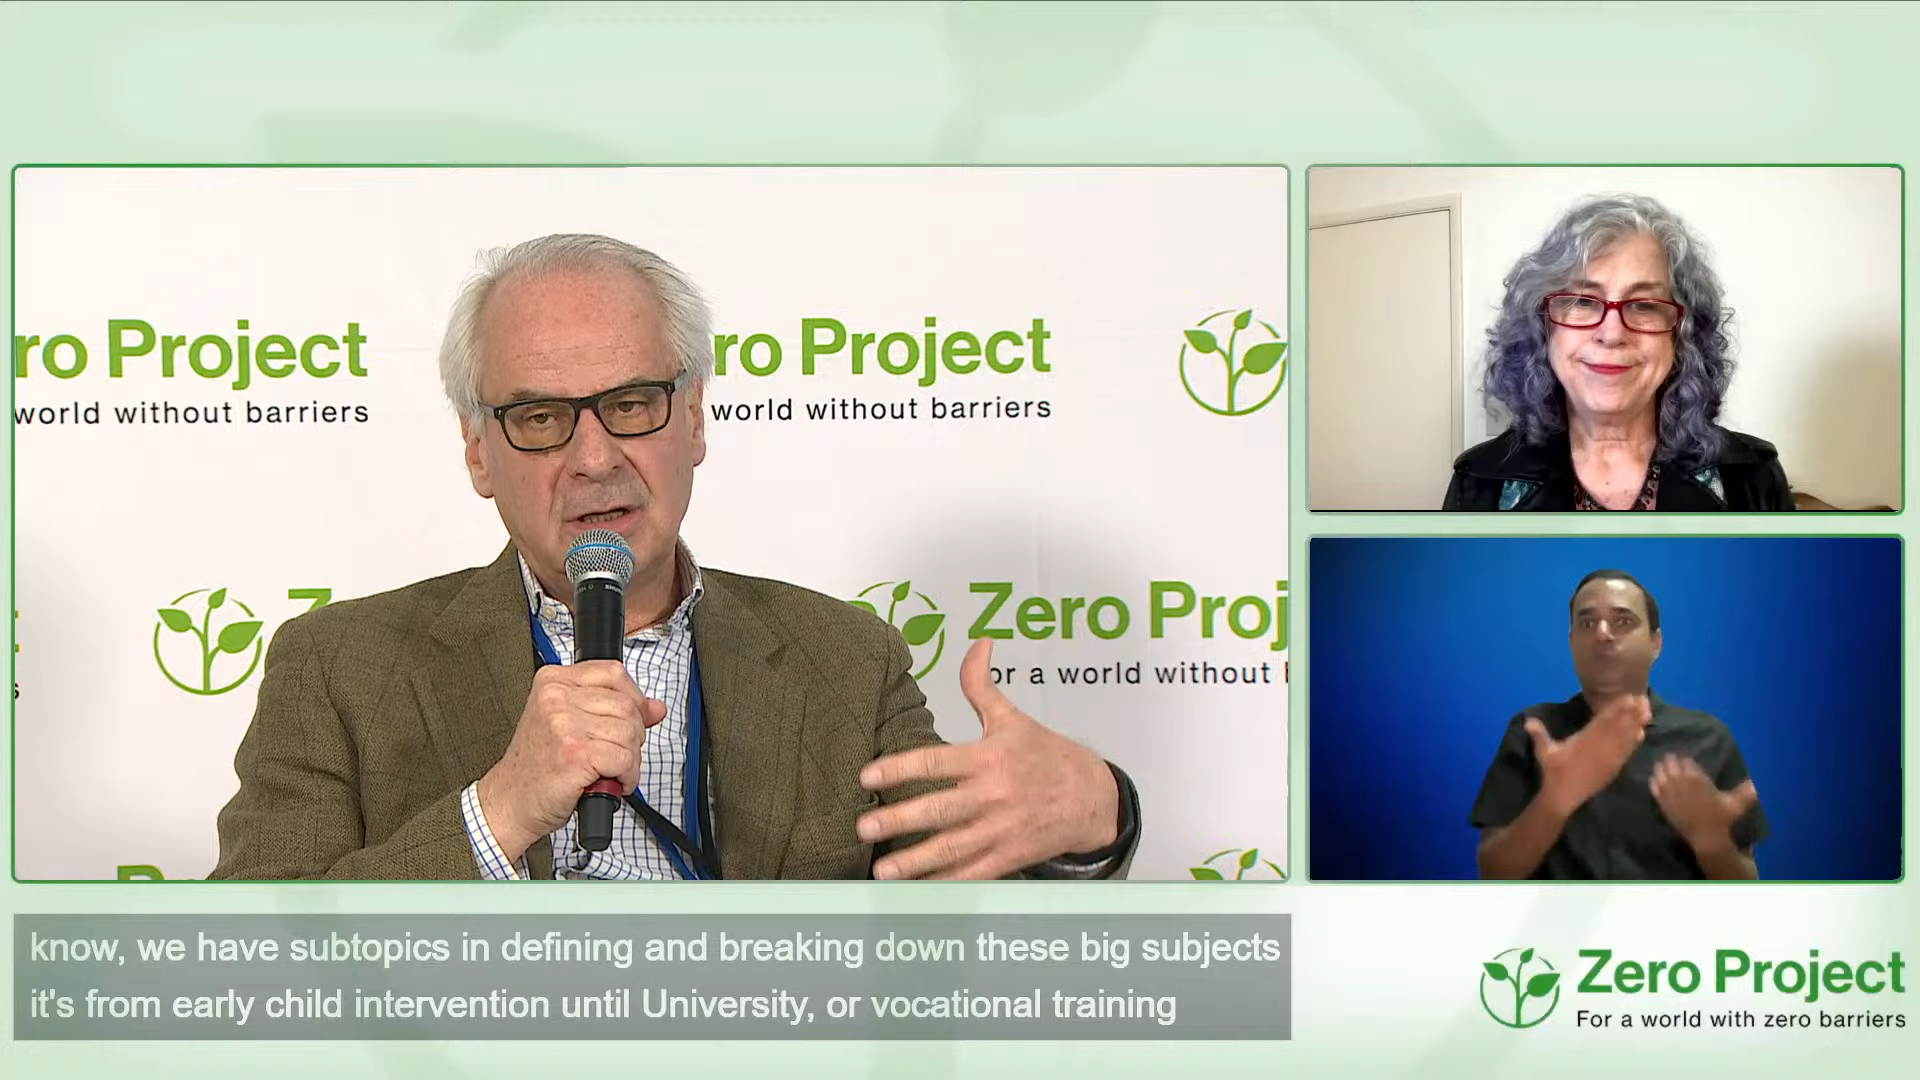 ro Project
world without barriers
ro Project
world without barriers
Zero Proj
or a world without
know, we have subtopics in defining and breaking down these big subjects
it's from early child intervention until University, or vocational training
Zero Project
For a world with zero barriers